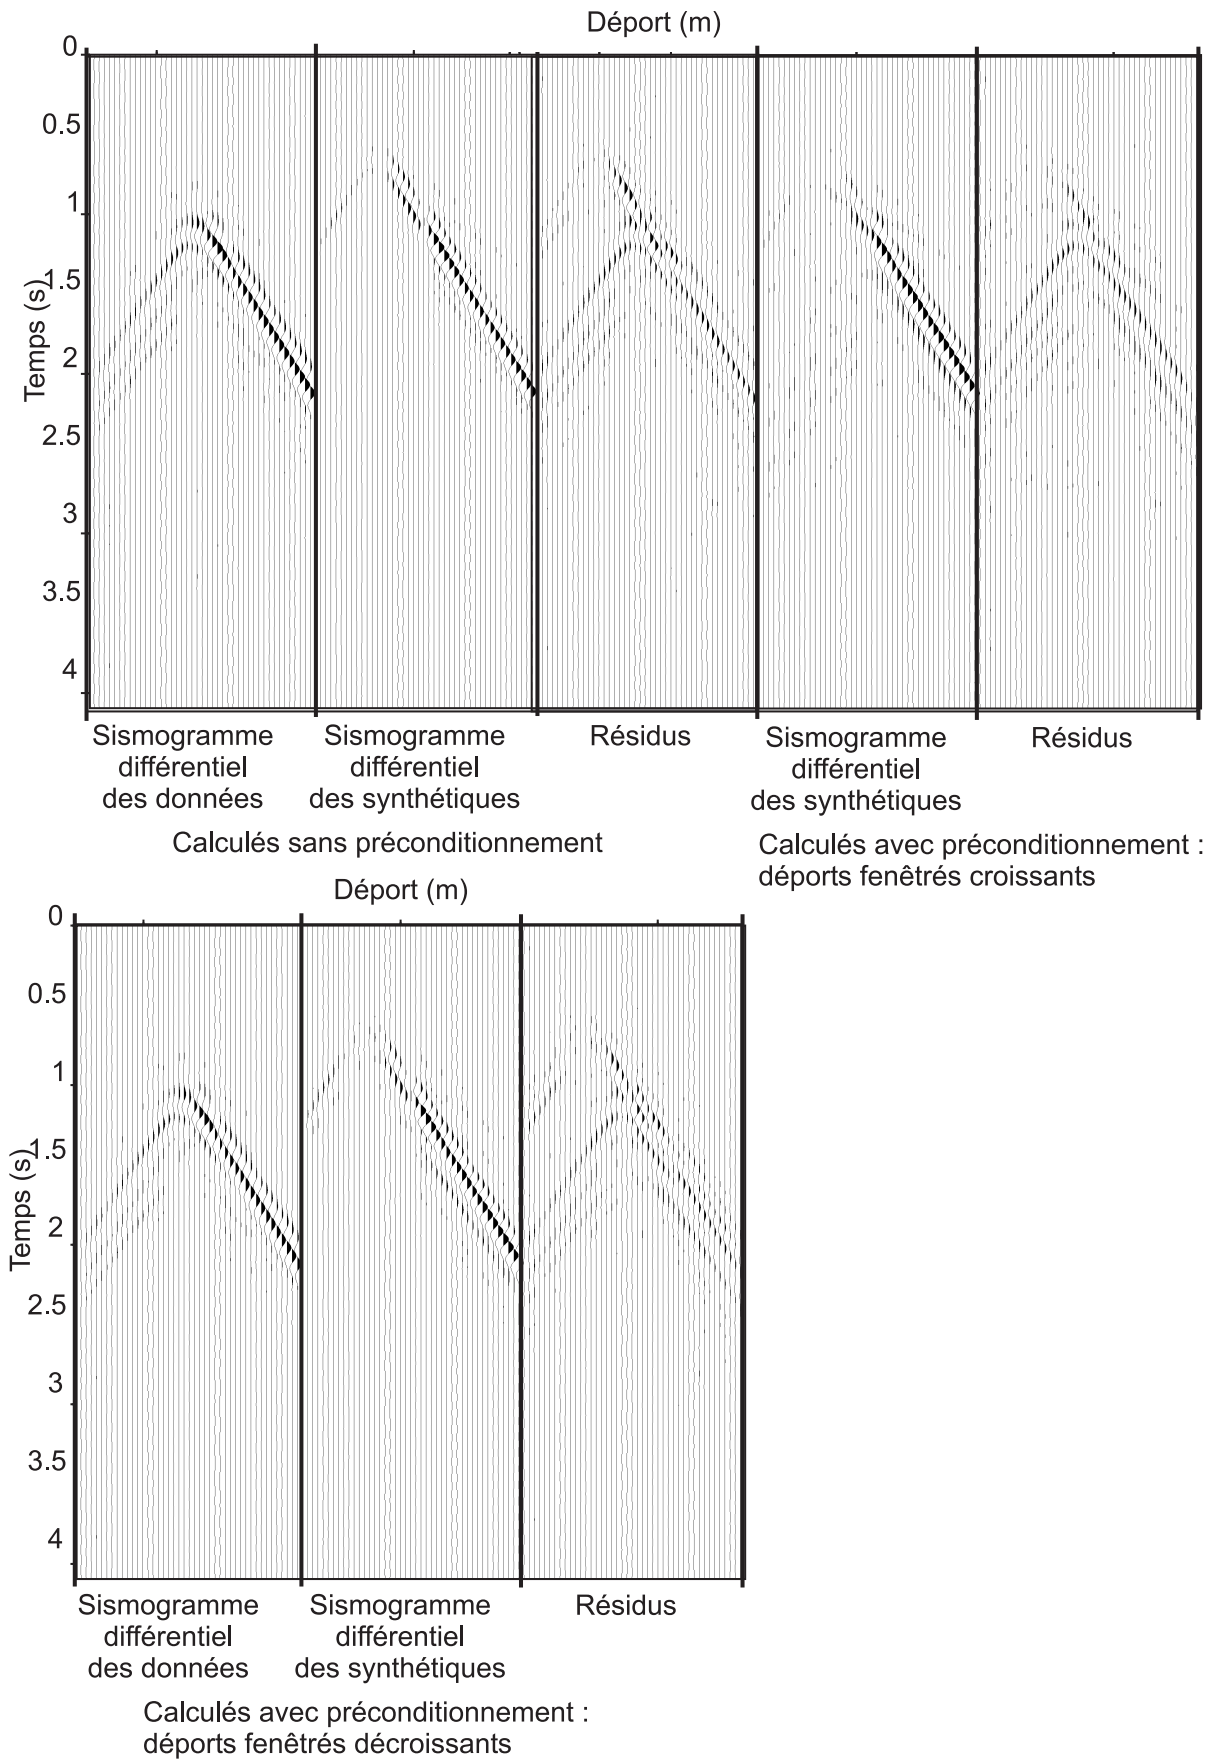 Déport (m)
0
0.5
1
1.5
2
2.5
3
3.5
4
Temps (s)
Sismogramme
différentiel
des données
Sismogramme
différentiel
des synthétiques
Résidus
Sismogramme
différentiel
des synthétiques
Résidus
Calculés sans préconditionnement
Calculés avec préconditionnement :
déports fenêtrés croissants
Déport (m)
0
0.5
1
1.5
2
2.5
3
3.5
4
Temps (s)
Sismogramme
différentiel
des données
Sismogramme
différentiel
des synthétiques
Résidus
Calculés avec préconditionnement :
déports fenêtrés décroissants